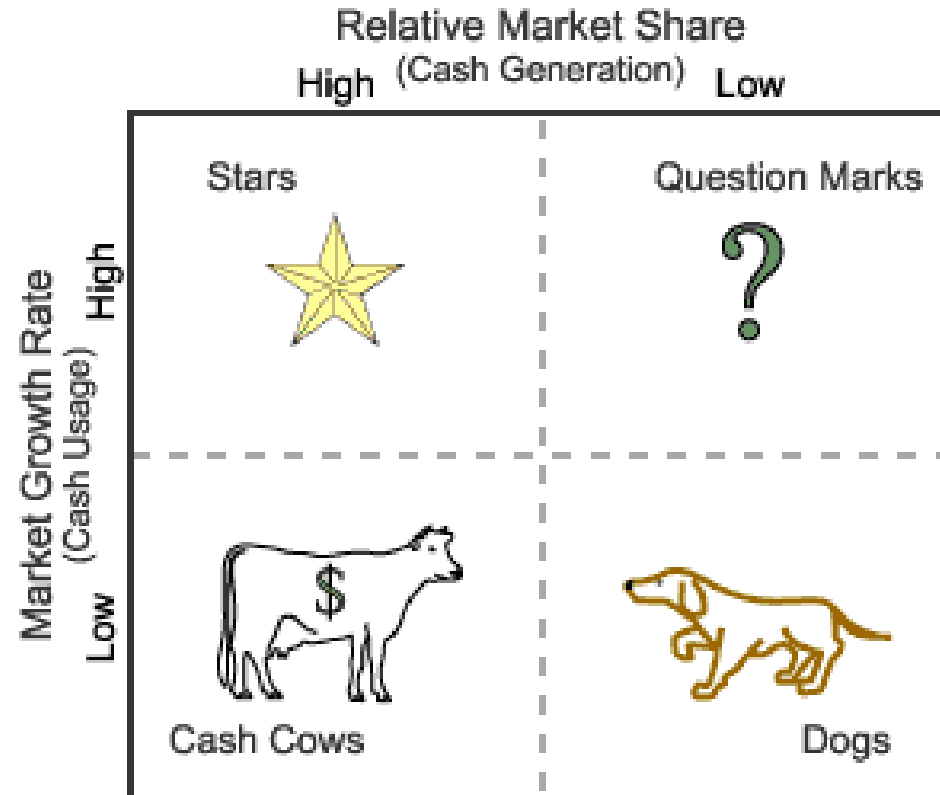 Relative Market Share
(Cash Generation)
High
Low
Stars
Question Marks
?
Market Growth Rate
(Cash Usage)
High
Low
$
Cash Cows
Dogs